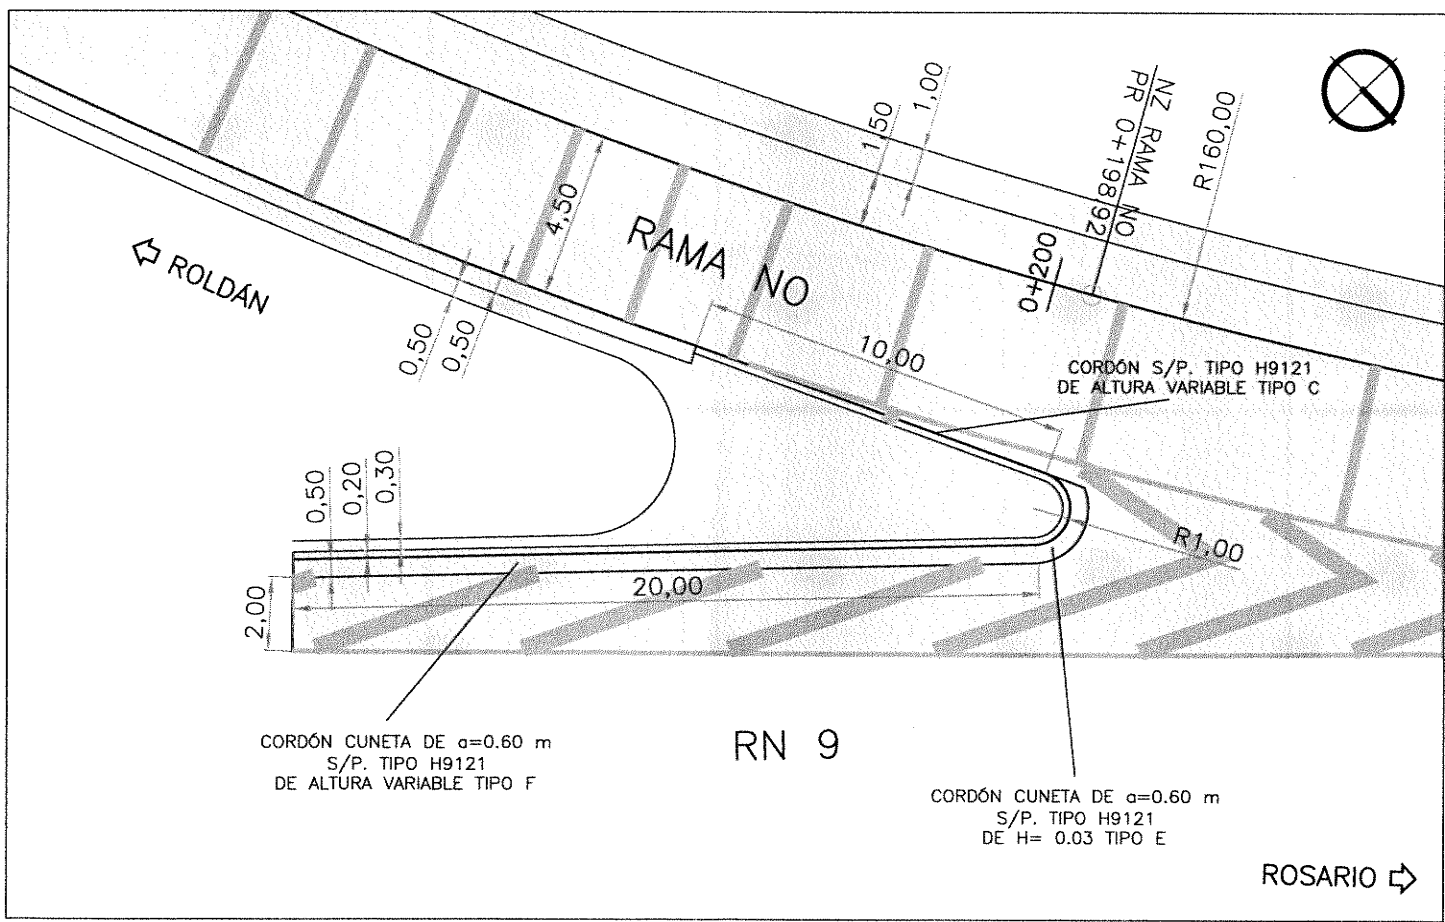 1,50
1,00
NZ RAMA NO
PR 0+198,92
R160,00
0+200
4,50
RAMA NO
ROLDÁN
0,50
0,50
10,00
CORDÓN S/P. TIPO H9121
DE ALTURA VARIABLE TIPO C
0,50
0,20
0,30
R1,00
20,00
2,00
CORDÓN CUNETA DE a=0.60 m
S/P. TIPO H9121
DE ALTURA VARIABLE TIPO F
RN 9
CORDÓN CUNETA DE a=0.60 m
S/P. TIPO H9121
DE H= 0.03 TIPO E
ROSARIO